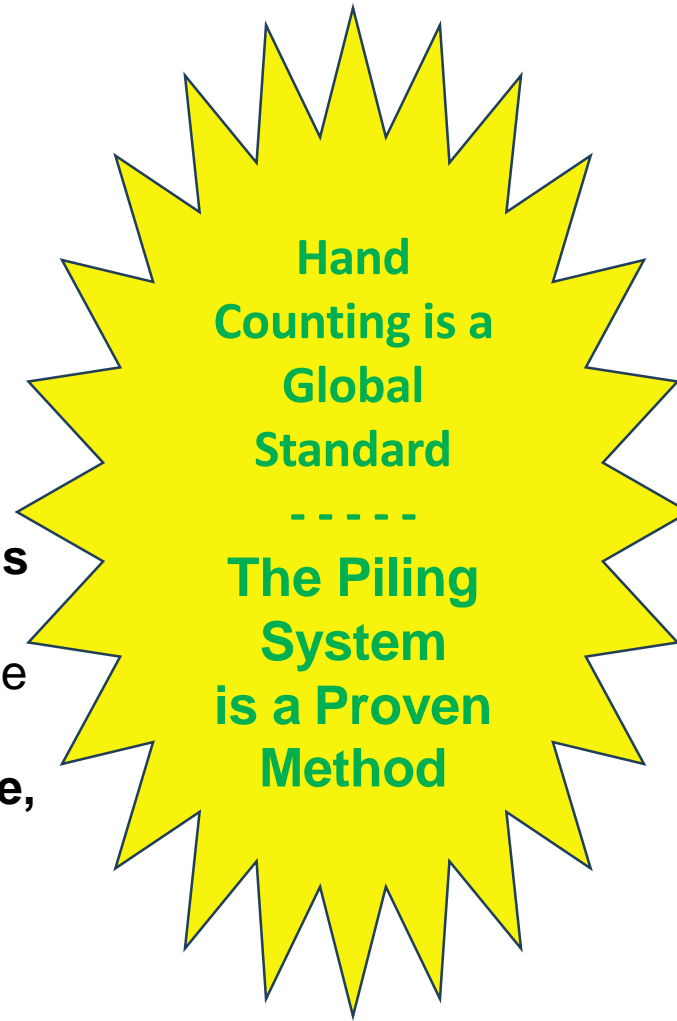 Hand
Counting is a
Global
Standard
- - - - -
s
The Piling
System
e
is a Proven
Method
e,